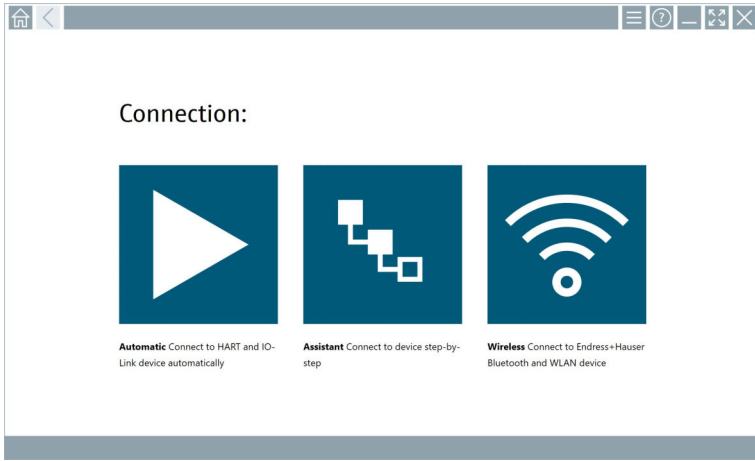 Connection:
Automatic Connect to HART and IO-
Link device automatically
Assistant Connect to device step-by-
step
Wireless Connect to Endress+Hauser
Bluetooth and WLAN device